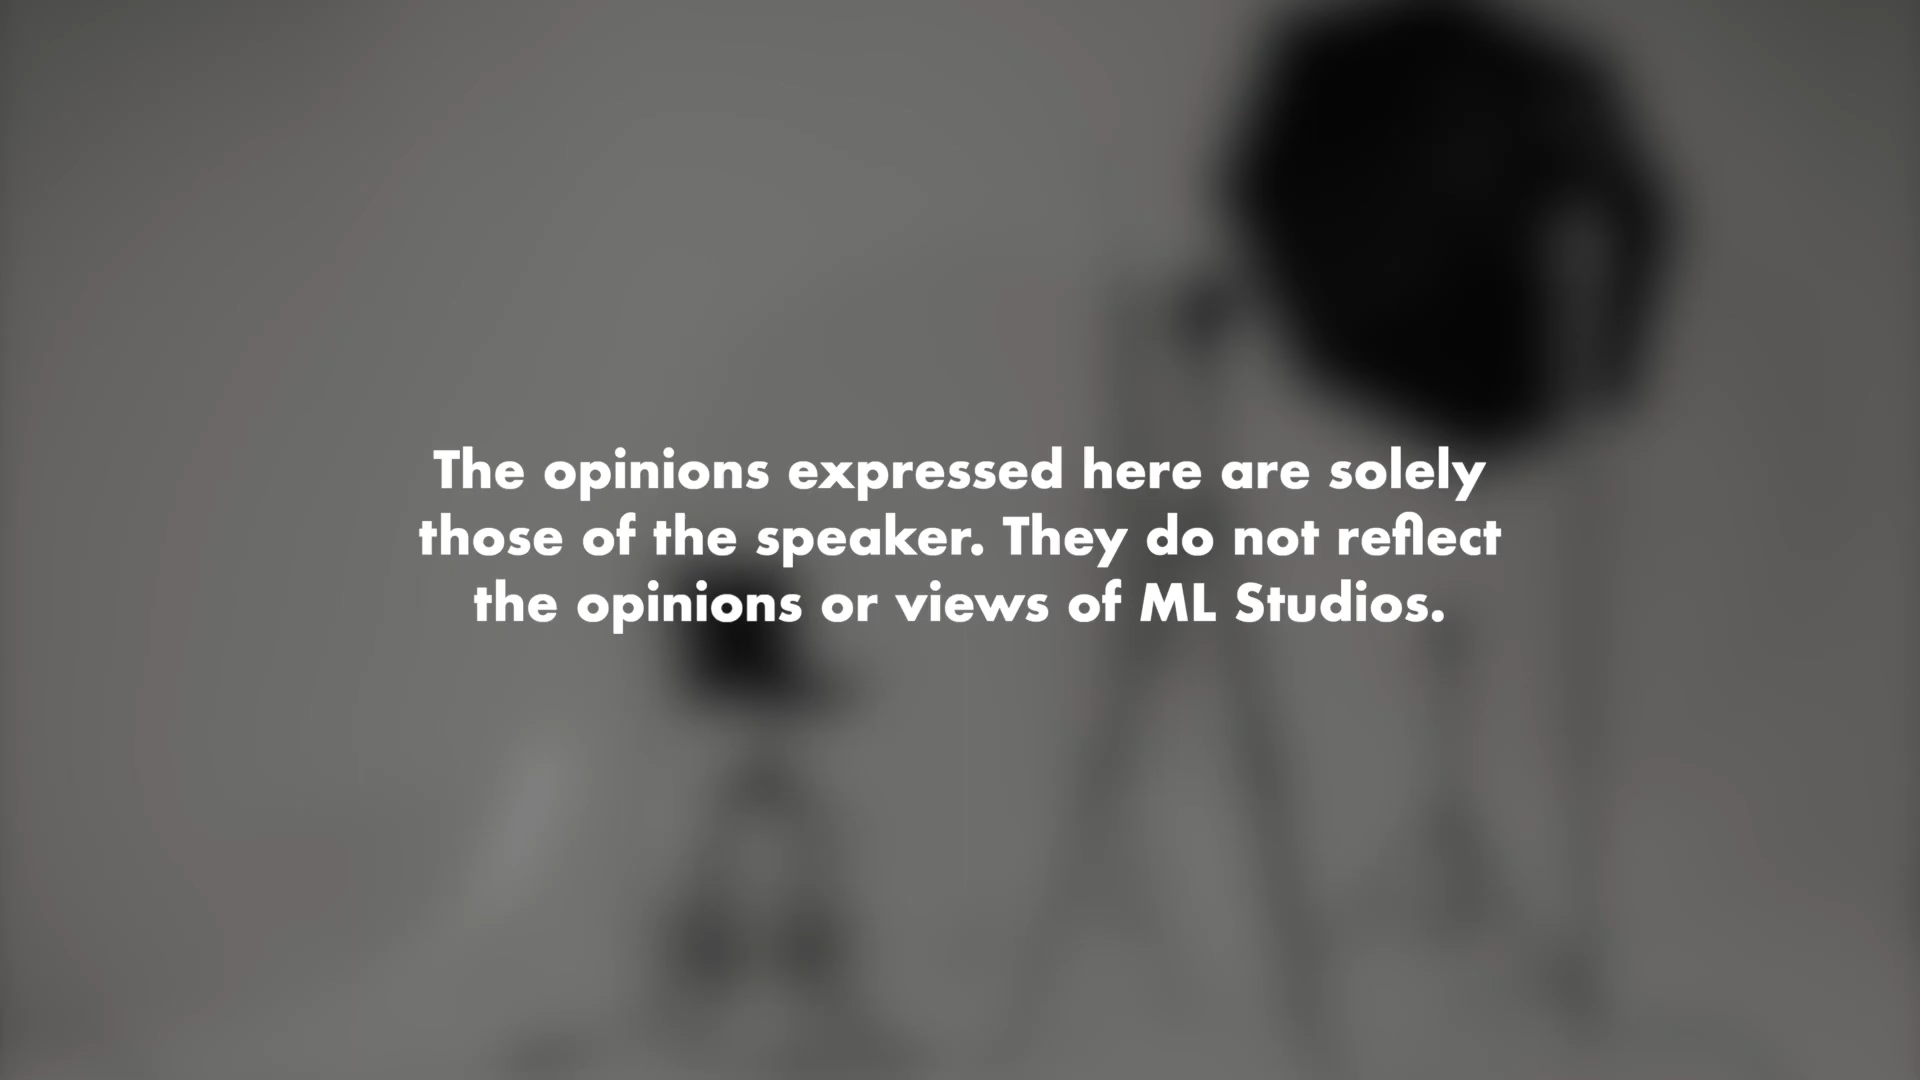 The opinions expressed here are solely
those of the speaker. They do not reflect
the opinions or views of ML Studios.